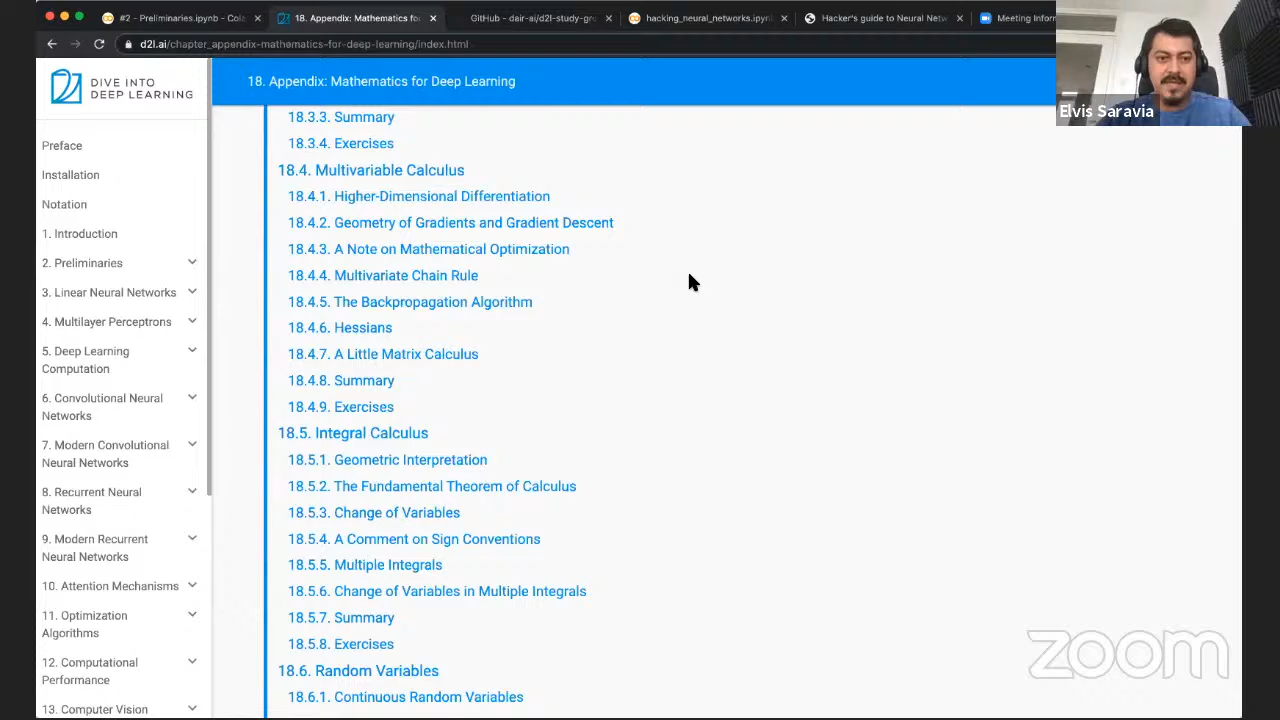 #2 - Preliminaries.ipynb - Cola
18. Appendix: Mathematics for
GitHub - dair-ai/d2l-study-gro
hacking_neural_networks.ipynb
Hacker's guide to Neural Netw
Meeting Inform
d2l.ai/chapter_appendix-mathematics-for-deep-learning/index.html
Elvis Saravia
DIVE INTO
DEEP LEARNING
18. Appendix: Mathematics for Deep Learning
Preface
Installation
Notation
1. Introduction
2. Preliminaries
3. Linear Neural Networks
4. Multilayer Perceptrons
5. Deep Learning
Computation
6. Convolutional Neural
Networks
7. Modern Convolutional
Neural Networks
8. Recurrent Neural
Networks
9. Modern Recurrent
Neural Networks
10. Attention Mechanisms
11. Optimization
Algorithms
12. Computational
Performance
13. Computer Vision
18.3.3. Summary
18.3.4. Exercises
18.4. Multivariable Calculus
18.4.1. Higher-Dimensional Differentiation
18.4.2. Geometry of Gradients and Gradient Descent
18.4.3. A Note on Mathematical Optimization
18.4.4. Multivariate Chain Rule
18.4.5. The Backpropagation Algorithm
18.4.6. Hessians
18.4.7. A Little Matrix Calculus
18.4.8. Summary
18.4.9. Exercises
18.5. Integral Calculus
18.5.1. Geometric Interpretation
18.5.2. The Fundamental Theorem of Calculus
18.5.3. Change of Variables
18.5.4. A Comment on Sign Conventions
18.5.5. Multiple Integrals
18.5.6. Change of Variables in Multiple Integrals
18.5.7. Summary
18.5.8. Exercises
18.6. Random Variables
18.6.1. Continuous Random Variables
zoom